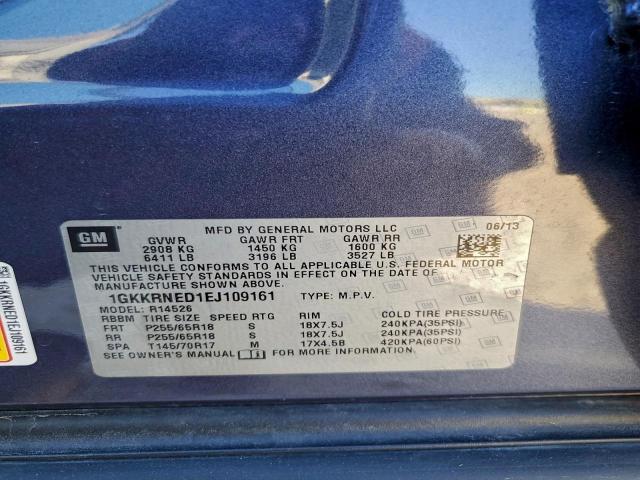 GM
MFD BY GENERAL MOTORS LLC 06/13
GVWR GAWR FRT GAWR RR
2908 KG 1450 KG 1600 KG
6411 LB 3196 LB 3527 LB
THIS VEHICLE CONFORMS TO ALL APPLICABLE U.S. FEDERAL MOTOR
VEHICLE SAFETY STANDARDS IN EFFECT ON THE DATE OF
MANUFACTURE SHOWN ABOVE.
1GKKRNED1EJ109161 TYPE: M.P.V.
MODEL: R14526
RBBM TIRE SIZE SPEED RTG RIM COLD TIRE PRESSURE
FRT P255/65R18 S 18X7.5J 240KPA(35PSI)
RR P255/65R18 S 18X7.5J 240KPA(35PSI)
SPA T145/70R17 M 17X4.5B 420KPA(60PSI)
SEE OWNER'S MANUAL FOR MORE INFORMATION.
1GKKRNED1EJ109161